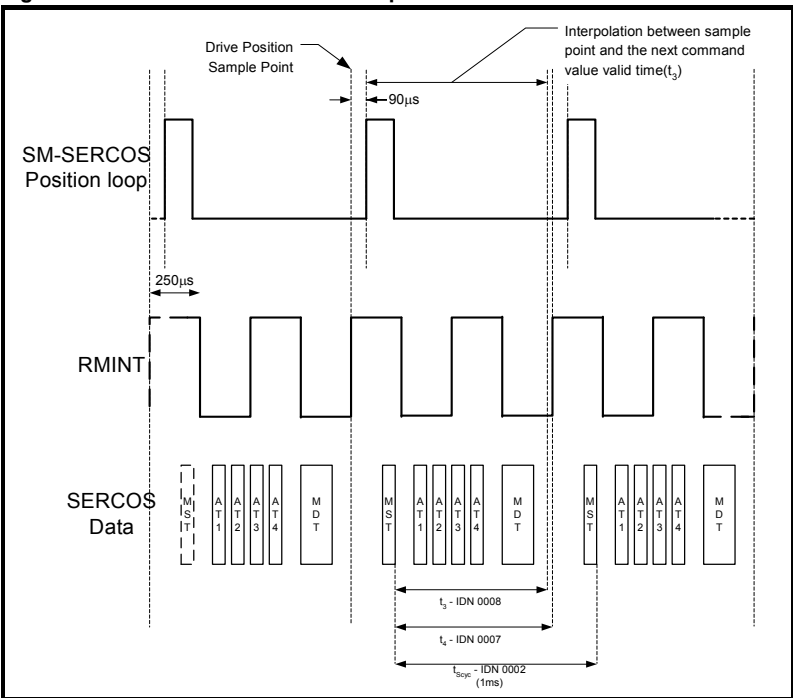 Drive Position
Sample Point
Interpolation between sample
point and the next command
value valid time(t3)
90µs
SM-SERCOS
Position loop
250µs
RMINT
SERCOS
Data
MST
AT1
AT2
AT3
AT4
MDT
MST
AT1
AT2
AT3
AT4
MDT
MST
AT1
AT2
AT3
AT4
MDT
t3 - IDN 0008
t4 - IDN 0007
tScyc - IDN 0002
(1ms)